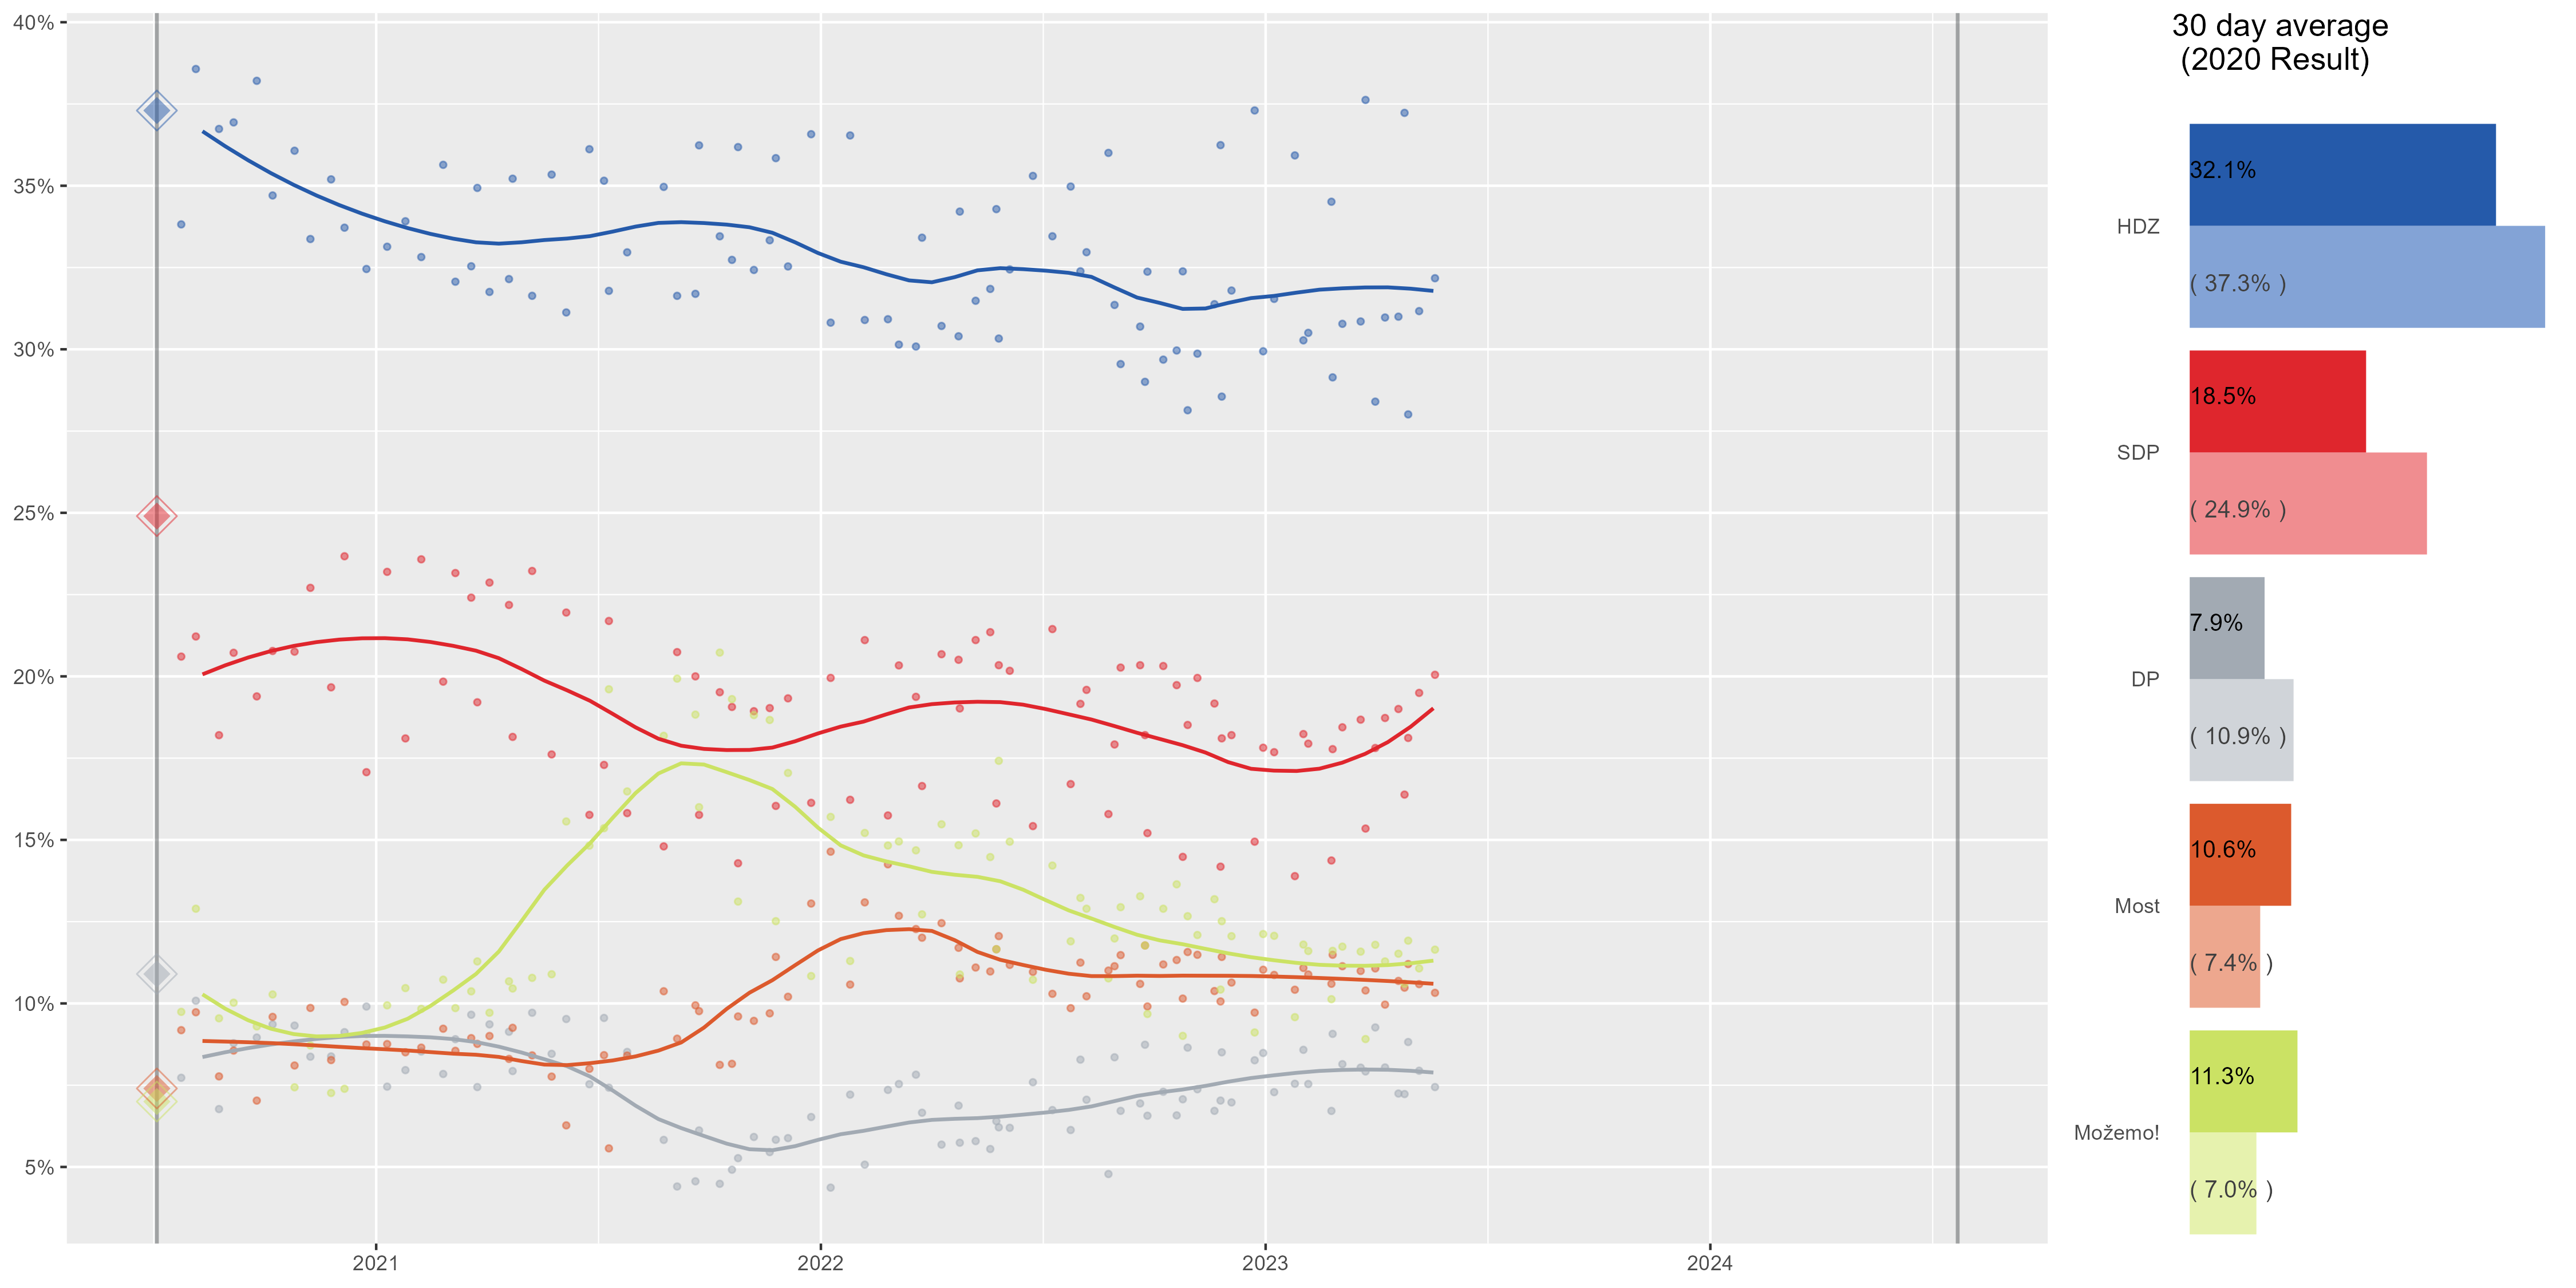 40%
35%
30%
25%
20%
15%
10%
5%
2021
2022
2023
2024
30 day average
(2020 Result)
HDZ
32.1%
( 37.3% )
SDP
18.5%
( 24.9% )
DP
7.9%
( 10.9% )
Most
10.6%
( 7.4% )
Možemo!
11.3%
( 7.0% )